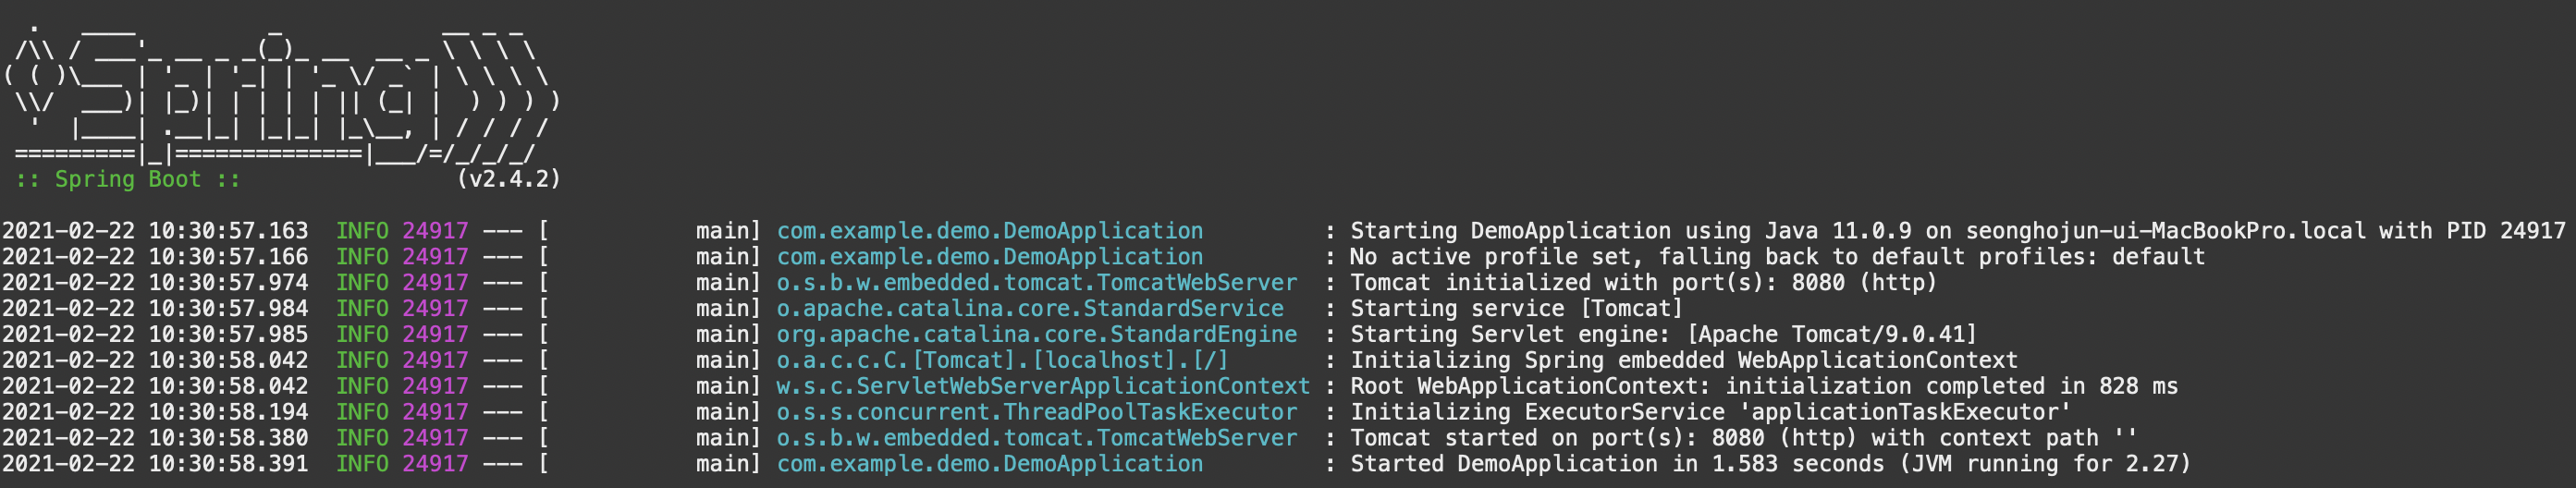 .   ____          _            __ _ _
 /\\ / ___'_ __ _ _(_)_ __  __ _ \ \ \ \
( ( )\___ | '_ | '_| | '_ \/ _` | \ \ \ \
 \\/  ___)| |_)| | | | | || (_| |  ) ) ) )
  '  |____| .__|_| |_|_| |_\__, | / / / /
 =========|_|==============|___/=/_/_/_/
 :: Spring Boot ::                (v2.4.2)
2021-02-22 10:30:57.163  INFO 24917 --- [           main] com.example.demo.DemoApplication         : Starting DemoApplication using Java 11.0.9 on seonghojun-ui-MacBookPro.local with PID 24917
2021-02-22 10:30:57.166  INFO 24917 --- [           main] com.example.demo.DemoApplication         : No active profile set, falling back to default profiles: default
2021-02-22 10:30:57.974  INFO 24917 --- [           main] o.s.b.w.embedded.tomcat.TomcatWebServer  : Tomcat initialized with port(s): 8080 (http)
2021-02-22 10:30:57.984  INFO 24917 --- [           main] o.apache.catalina.core.StandardService   : Starting service [Tomcat]
2021-02-22 10:30:57.985  INFO 24917 --- [           main] org.apache.catalina.core.StandardEngine  : Starting Servlet engine: [Apache Tomcat/9.0.41]
2021-02-22 10:30:58.042  INFO 24917 --- [           main] o.a.c.c.C.[Tomcat].[localhost].[/]       : Initializing Spring embedded WebApplicationContext
2021-02-22 10:30:58.042  INFO 24917 --- [           main] w.s.c.ServletWebServerApplicationContext : Root WebApplicationContext: initialization completed in 828 ms
2021-02-22 10:30:58.194  INFO 24917 --- [           main] o.s.s.concurrent.ThreadPoolTaskExecutor  : Initializing ExecutorService 'applicationTaskExecutor'
2021-02-22 10:30:58.380  INFO 24917 --- [           main] o.s.b.w.embedded.tomcat.TomcatWebServer  : Tomcat started on port(s): 8080 (http) with context path ''
2021-02-22 10:30:58.391  INFO 24917 --- [           main] com.example.demo.DemoApplication         : Started DemoApplication in 1.583 seconds (JVM running for 2.27)